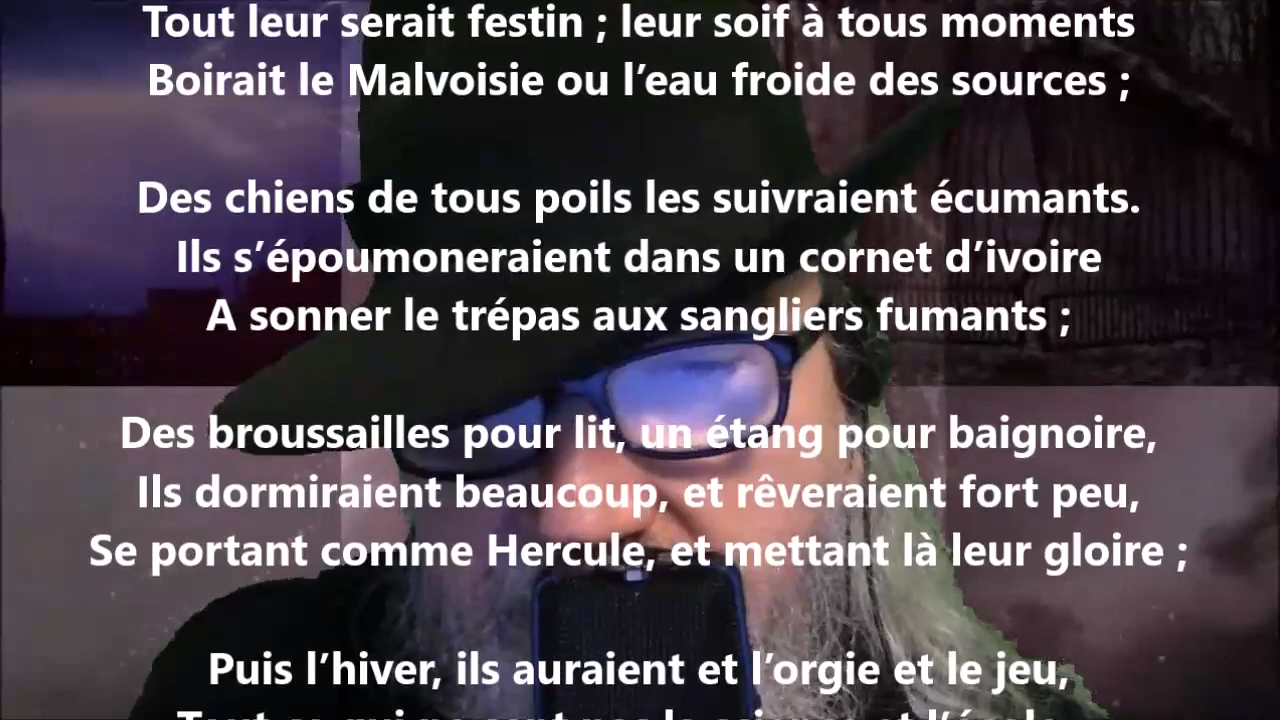 Tout leur serait festin ; leur soif à tous moments
Boirait le Malvoisie ou l’eau froide des sources ;
Des chiens de tous poils les suivraient écumants.
Ils s’époumoneraient dans un cornet d’ivoire
A sonner le trépas aux sangliers fumants ;
Des broussailles pour lit, un étang pour baignoire,
Ils dormiraient beaucoup, et rêveraient fort peu,
Se portant comme Hercule, et mettant là leur gloire ;
Puis l’hiver, ils auraient et l’orgie et le jeu,